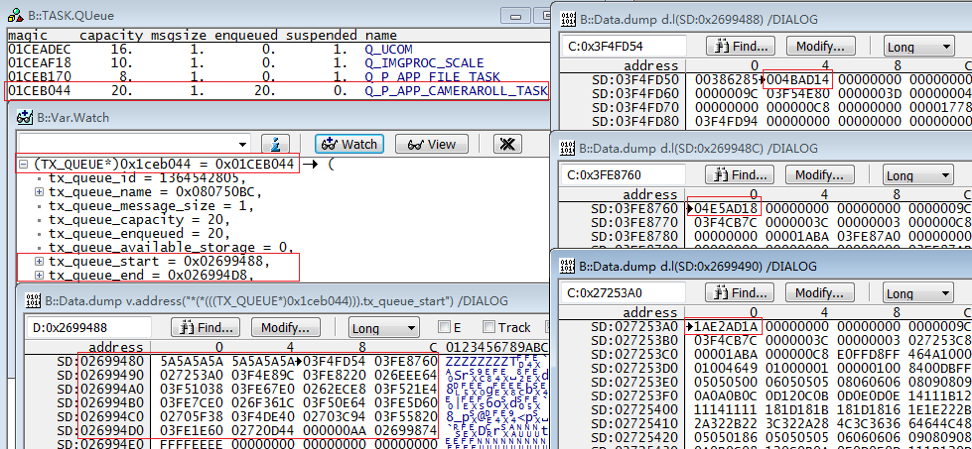 B::TASK.QUeue
magic capacity msgsize enqueued suspended name
01CEADEC 16. 1. 0. 1. Q_UCOM
01CEAF18 10. 1. 0. 1. Q_IMGPROC_SCALE
01CEB170 8. 1. 0. 1. Q_P_APP_FILE_TASK
01CEB044 20. 1. 20. 0. Q_P_APP_CAMERAROLL_TASK
B::Var.Watch
Watch View
(TX_QUEUE*)0x1ceb044 = 0x01CEB044 → (
tx_queue_id = 1364542805,
tx_queue_name = 0x080750BC,
tx_queue_message_size = 1,
tx_queue_capacity = 20,
tx_queue_enqueued = 20,
tx_queue_available_storage = 0,
tx_queue_start = 0x02699488,
tx_queue_end = 0x026994D8,
B::Data.dump v.address("*(*(((TX_QUEUE*)0x1ceb044))).tx_queue_start") /DIALOG
D:0x2699488 Find... Modify... Long E Track
address 0 4 8 C 0123456789ABC
SD:02699480 5A5A5A5A 5A5A5A5A 03F4FD54 03FE8760
SD:02699490 027253A0 03F4E89C 03FE8220 026EEE64
SD:026994A0 03F51038 03FE67E0 0262ECE8 03F521E4
SD:026994B0 03FE7CE0 026F361C 03F50E64 03FE5D60
SD:026994C0 02705F38 03F4DE40 02703C94 03F55820
SD:026994D0 03FE1E60 02720D44 000000AA 02699874
SD:026994E0 FFFFEEEE 00000000 00000000 00000000
B::Data.dump d.l(SD:0x2699488) /DIALOG
C:0x3F4FD54 Find... Modify... Long
address 0 4 8
SD:03F4FD50 00386285 004BAD14 00000000 00000000
SD:03F4FD60 0000009C 03F54E80 0000003D 00000004
SD:03F4FD70 00000000 000000C8 00000000 00001778
SD:03F4FD80 03F4FD94 00000000 00000000 00000000
B::Data.dump d.l(SD:0x269948C) /DIALOG
C:0x3FE8760 Find... Modify... Long
address 0 4 8 C
SD:03FE8760 04E5AD18 00000000 00000000 0000009C
SD:03FE8770 03F4CB7C 0000003C 00000003 000000C8
SD:03FE8780 00000000 00001ABA 03FE87A0 00000000
B::Data.dump d.l(SD:0x2699490) /DIALOG
C:0x27253A0 Find... Modify... Long
address 0 4 8 C
SD:027253A0 1AE2AD1A 00000000 00000000 0000009C
SD:027253B0 03F4CB7C 0000003C 00000003 027253C8
SD:027253C0 00001ABA 000000C8 E0FFD8FF 464A1000
SD:027253D0 01004649 01000001 00000100 8400DBFF
SD:027253E0 05050500 06050505 08060606 08090809
SD:027253F0 0A0A0B0C 0D120C0B 0D0E0D0E 14111B12
SD:02725400 11141111 181D181B 181D1816 1E1E222B
SD:02725410 2A322B22 3C322A28 4C3C3636 64644C48
SD:02725420 05050186 05050505 06060606 09080908